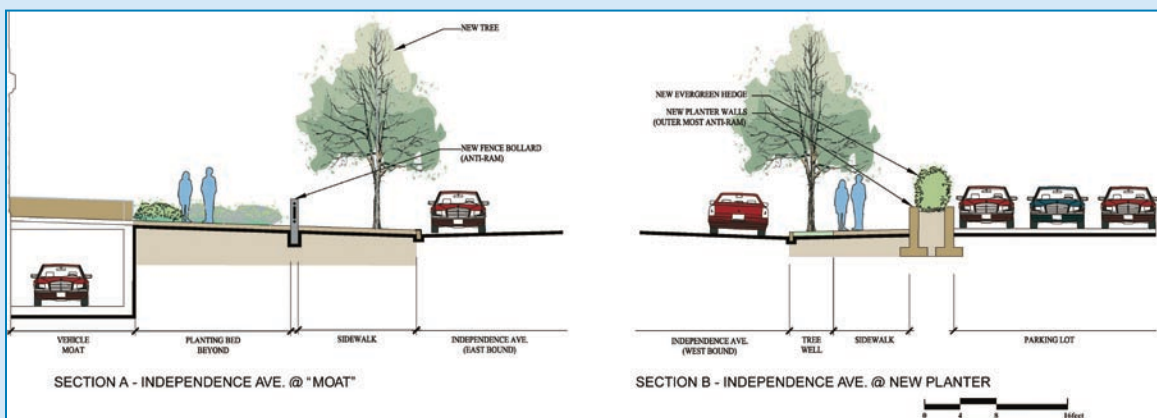 NEW TREE
NEW FENCE BOLLARD
(ANTI-RAM)
VEHICLE
MOAT
PLANTING BED
BEYOND
SIDEWALK
INDEPENDENCE AVE.
(EAST BOUND)
SECTION A - INDEPENDENCE AVE. @ “MOAT”
NEW EVERGREEN HEDGE
NEW PLANTER WALLS
(OUTER MOST ANTI-RAM)
INDEPENDENCE AVE.
(WEST BOUND)
TREE
WELL
SIDEWALK
PARKING LOT
SECTION B - INDEPENDENCE AVE. @ NEW PLANTER
0 4 8 16feet